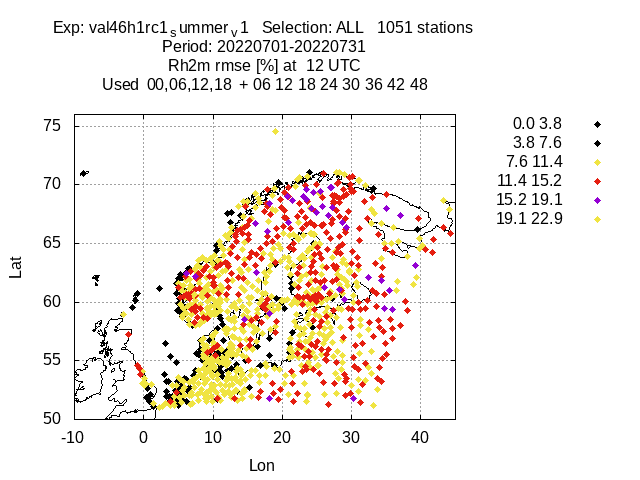 Exp: val46h1rc1summerv1 Selection: ALL 1051 stations
Period: 20220701-20220731
Rh2m rmse [%] at 12 UTC
Used 00,06,12,18 + 06 12 18 24 30 36 42 48
0.0 3.8
3.8 7.6
7.6 11.4
11.4 15.2
15.2 19.1
19.1 22.9
75
70
65
60
55
50
Lat
-10 0 10 20 30 40
Lon